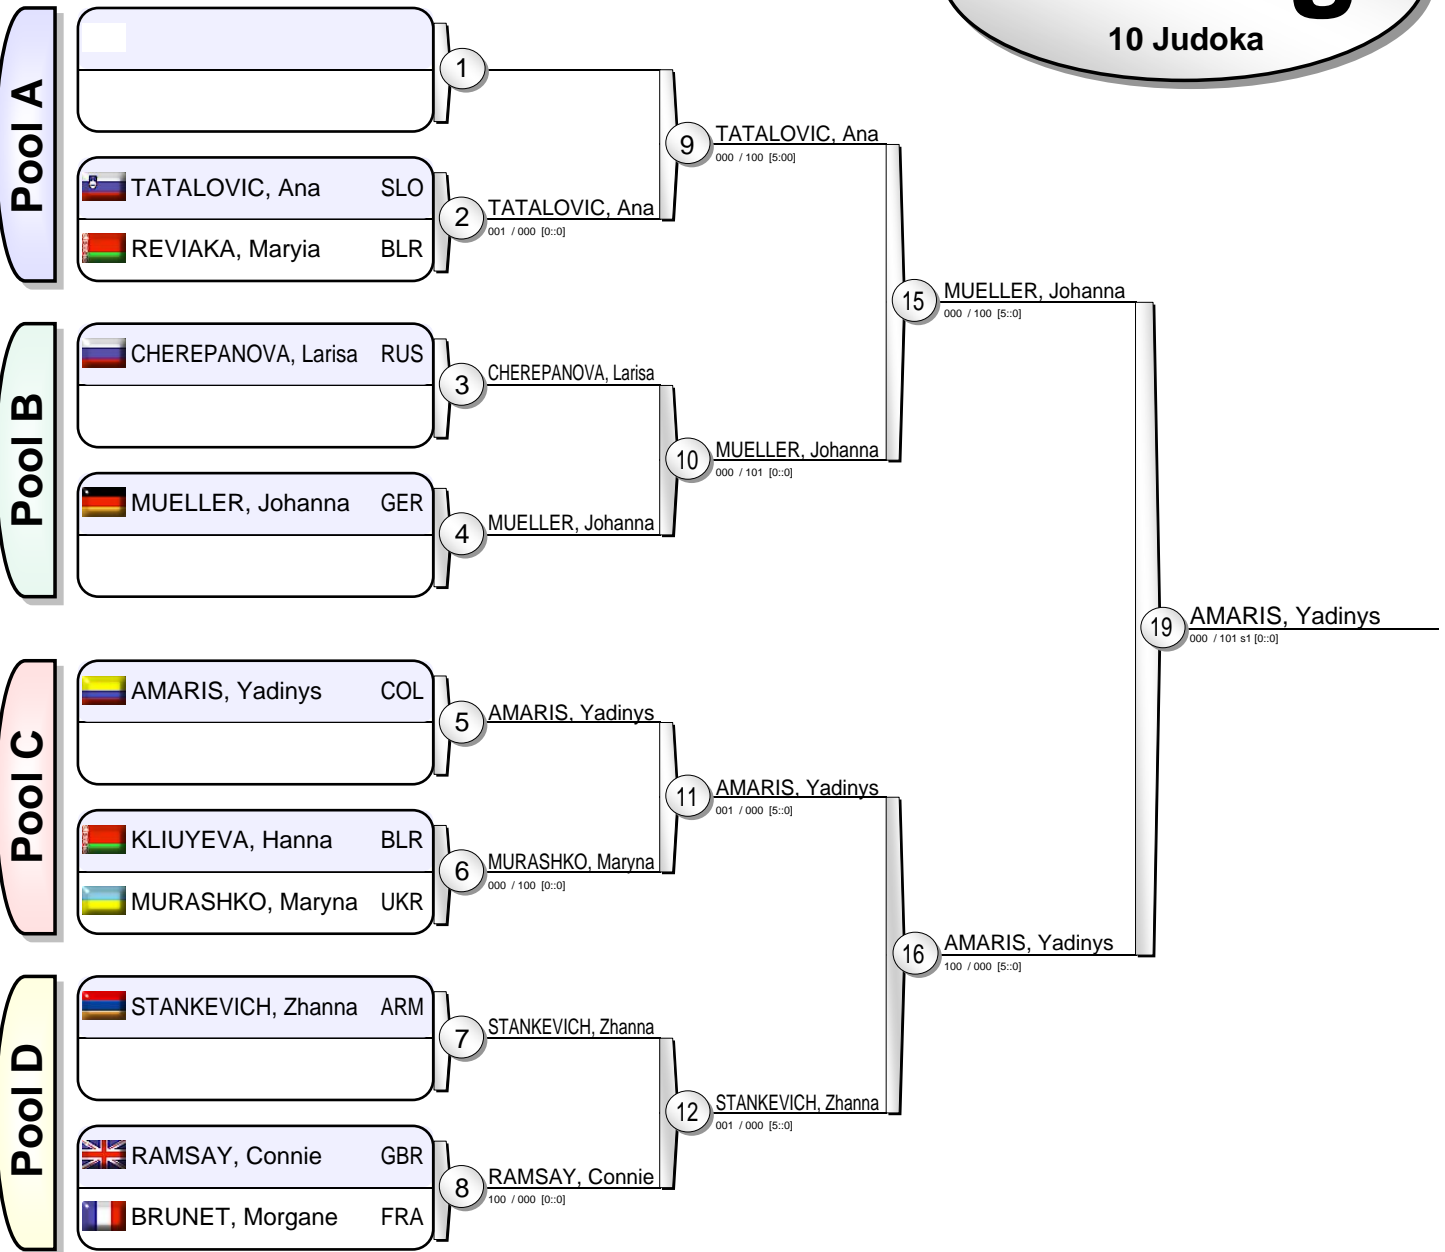 10 Judoka
Pool A
1
TATALOVIC, Ana SLO
REVIAKA, Maryia BLR
2
TATALOVIC, Ana
001 / 000 [0::0]
9
TATALOVIC, Ana
000 / 100 [5:00]
Pool B
CHEREPANOVA, Larisa RUS
3
CHEREPANOVA, Larisa
MUELLER, Johanna GER
4
MUELLER, Johanna
10
MUELLER, Johanna
000 / 101 [0::0]
15
MUELLER, Johanna
000 / 100 [5::0]
Pool C
AMARIS, Yadinys COL
5
AMARIS, Yadinys
KLIUYEVA, Hanna BLR
MURASHKO, Maryna UKR
6
MURASHKO, Maryna
000 / 100 [0::0]
11
AMARIS, Yadinys
001 / 000 [5::0]
Pool D
STANKEVICH, Zhanna ARM
7
STANKEVICH, Zhanna
RAMSAY, Connie GBR
BRUNET, Morgane FRA
8
RAMSAY, Connie
100 / 000 [0::0]
12
STANKEVICH, Zhanna
001 / 000 [5::0]
16
AMARIS, Yadinys
100 / 000 [5::0]
19
AMARIS, Yadinys
000 / 101 s1 [0::0]